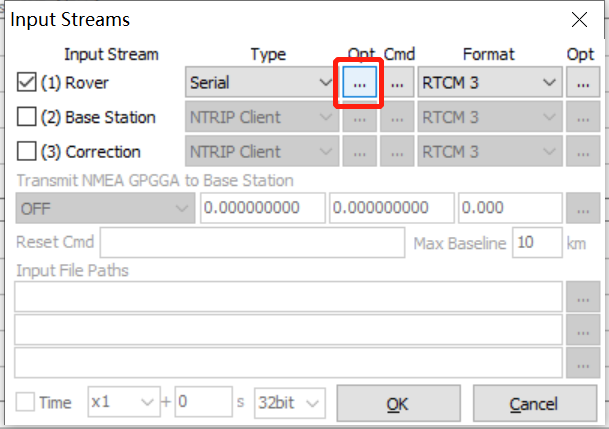 Input Streams
Input Stream Type Opt Cmd Format Opt
(1) Rover Serial ... ... RTCM 3 ...
(2) Base Station NTRIP Client ... ... RTCM 3 ...
(3) Correction NTRIP Client ... ... RTCM 3 ...
Transmit NMEA GPGGA to Base Station
OFF 0.000000000 0.000000000 0.000 ...
Reset Cmd Max Baseline 10 km
Input File Paths
...
...
...
Time x1 + 0 s 32bit OK Cancel